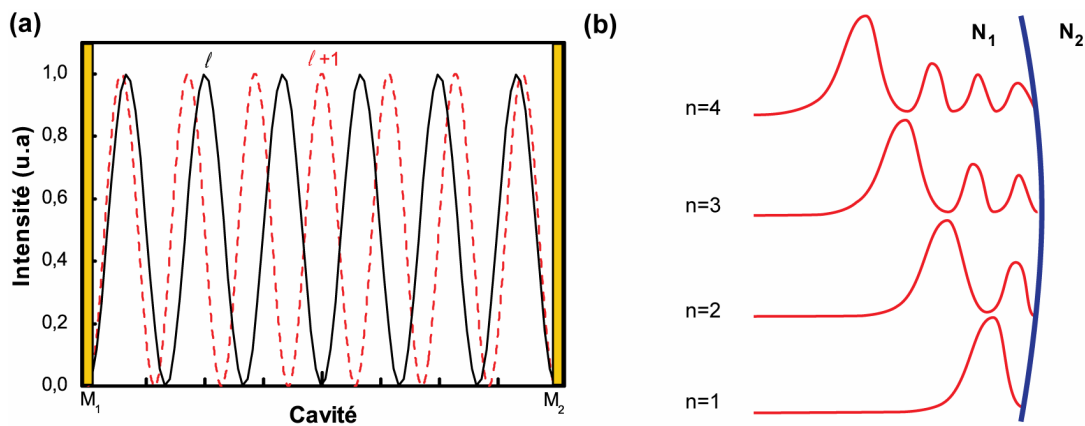 (a)
Intensité (u.a)
1,0
0,8
0,6
0,4
0,2
0,0
ℓ
ℓ+1
M1
M2
Cavité
(b)
N1
N2
n=4
n=3
n=2
n=1